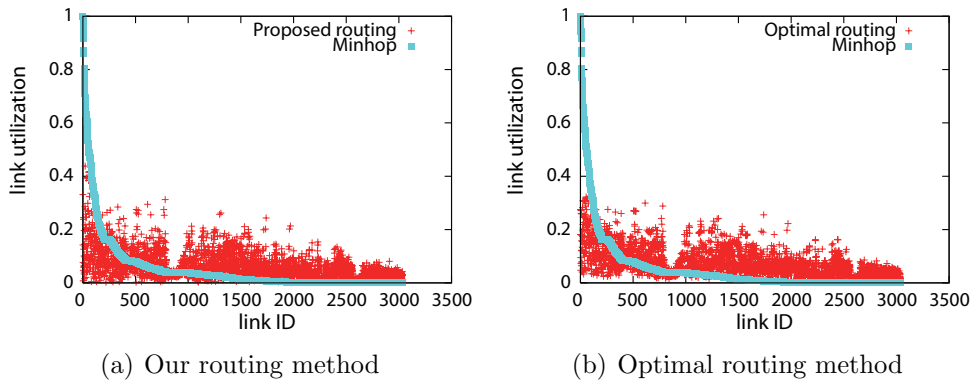 Proposed routing
Minhop
link utilization
1
0.8
0.6
0.4
0.2
0
0 500 1000 1500 2000 2500 3000 3500
link ID
(a) Our routing method
Optimal routing
Minhop
link utilization
1
0.8
0.6
0.4
0.2
0
0 500 1000 1500 2000 2500 3000 3500
link ID
(b) Optimal routing method